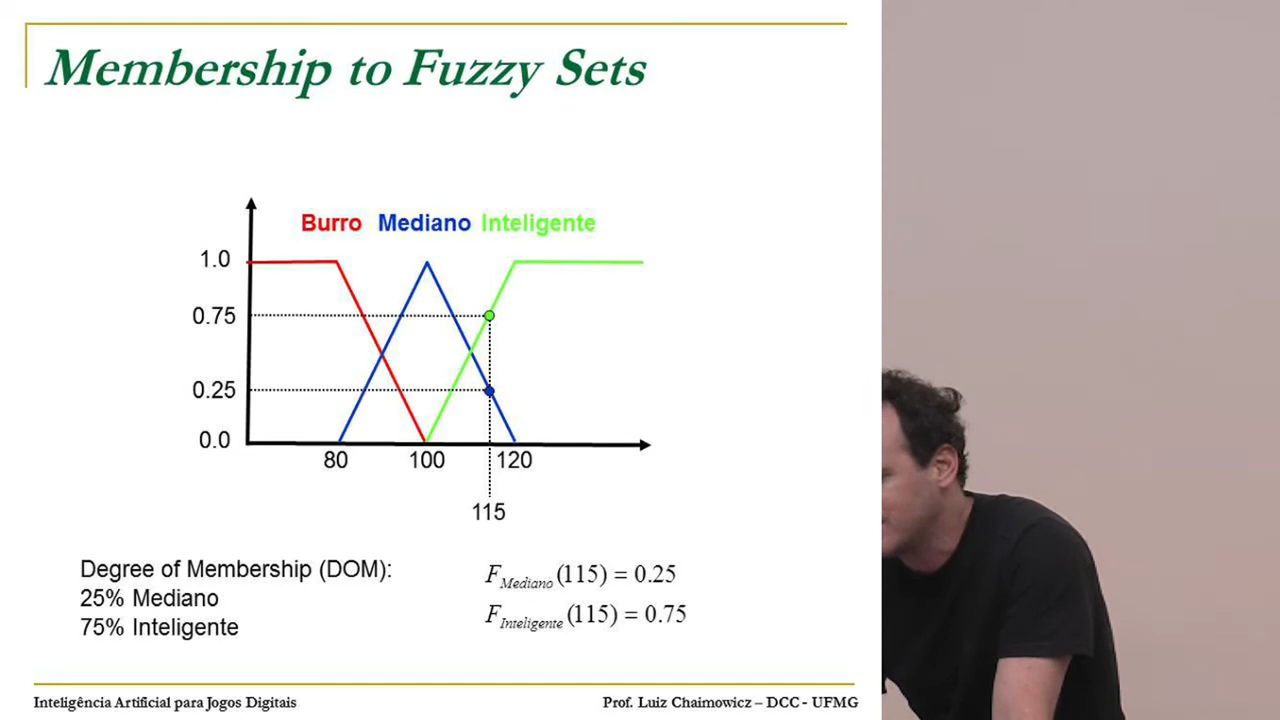 Membership to Fuzzy Sets
Burro Mediano Inteligente
1.0
0.75
0.25
0.0
80 100 120
115
Degree of Membership (DOM):
25% Mediano
75% Inteligente
F Mediano (115) = 0.25
F Inteligente (115) = 0.75
Inteligência Artificial para Jogos Digitais
Prof. Luiz Chaimowicz – DCC - UFMG